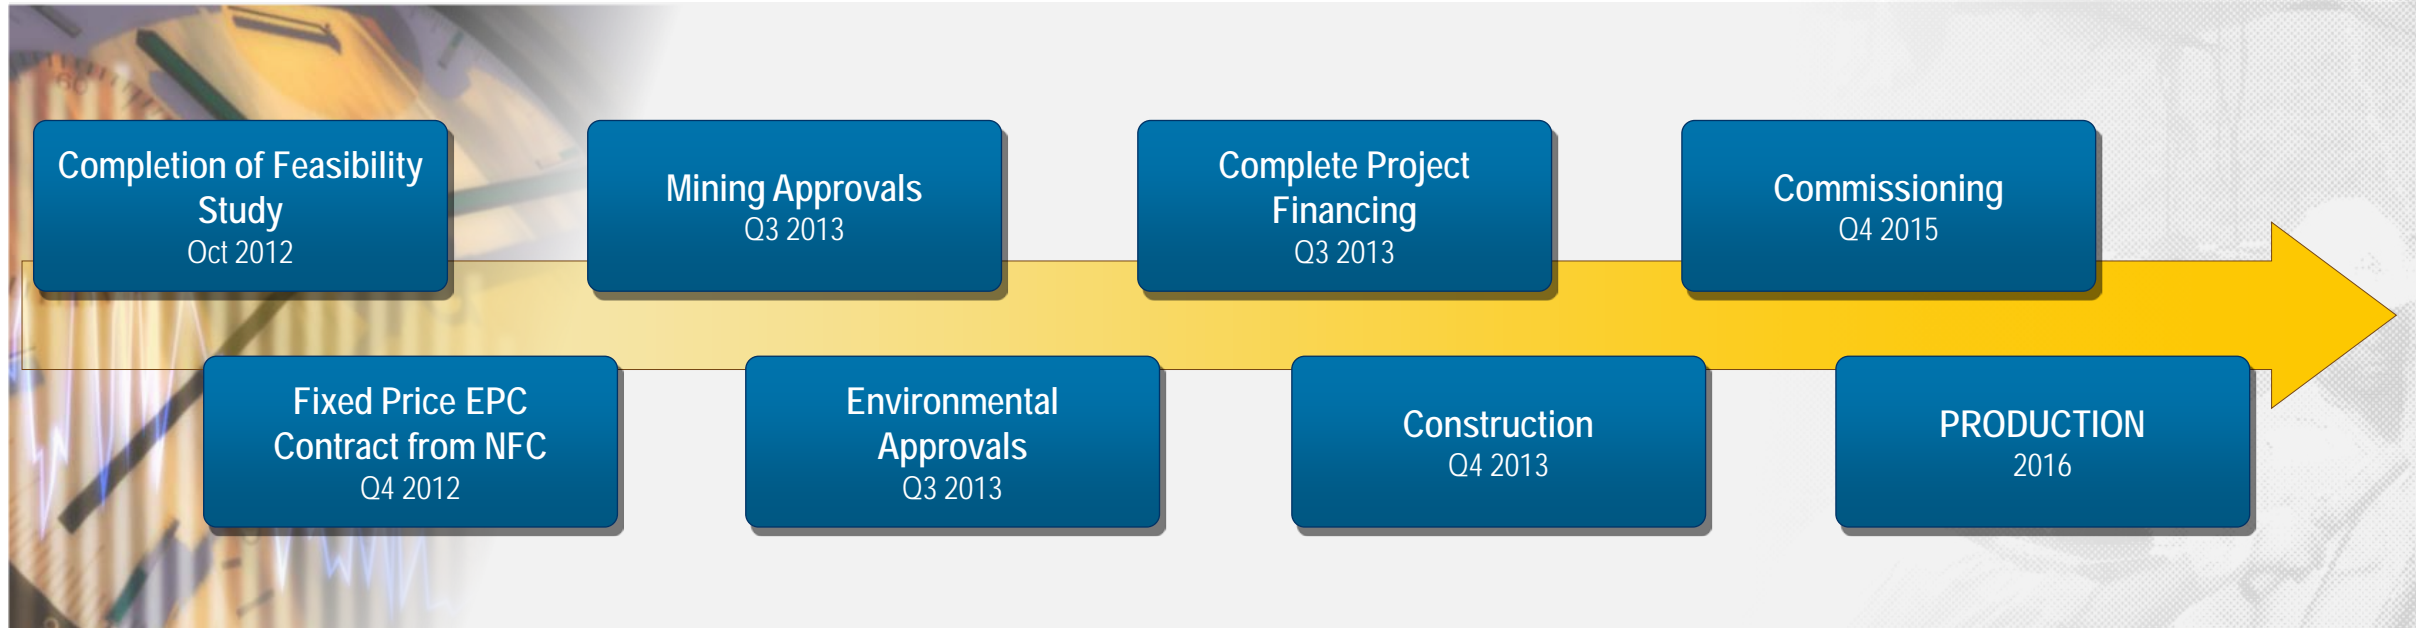 Completion of Feasibility
Study
Oct 2012
Fixed Price EPC
Contract from NFC
Q4 2012
Mining Approvals
Q3 2013
Environmental
Approvals
Q3 2013
Complete Project
Financing
Q3 2013
Construction
Q4 2013
Commissioning
Q4 2015
PRODUCTION
2016
60